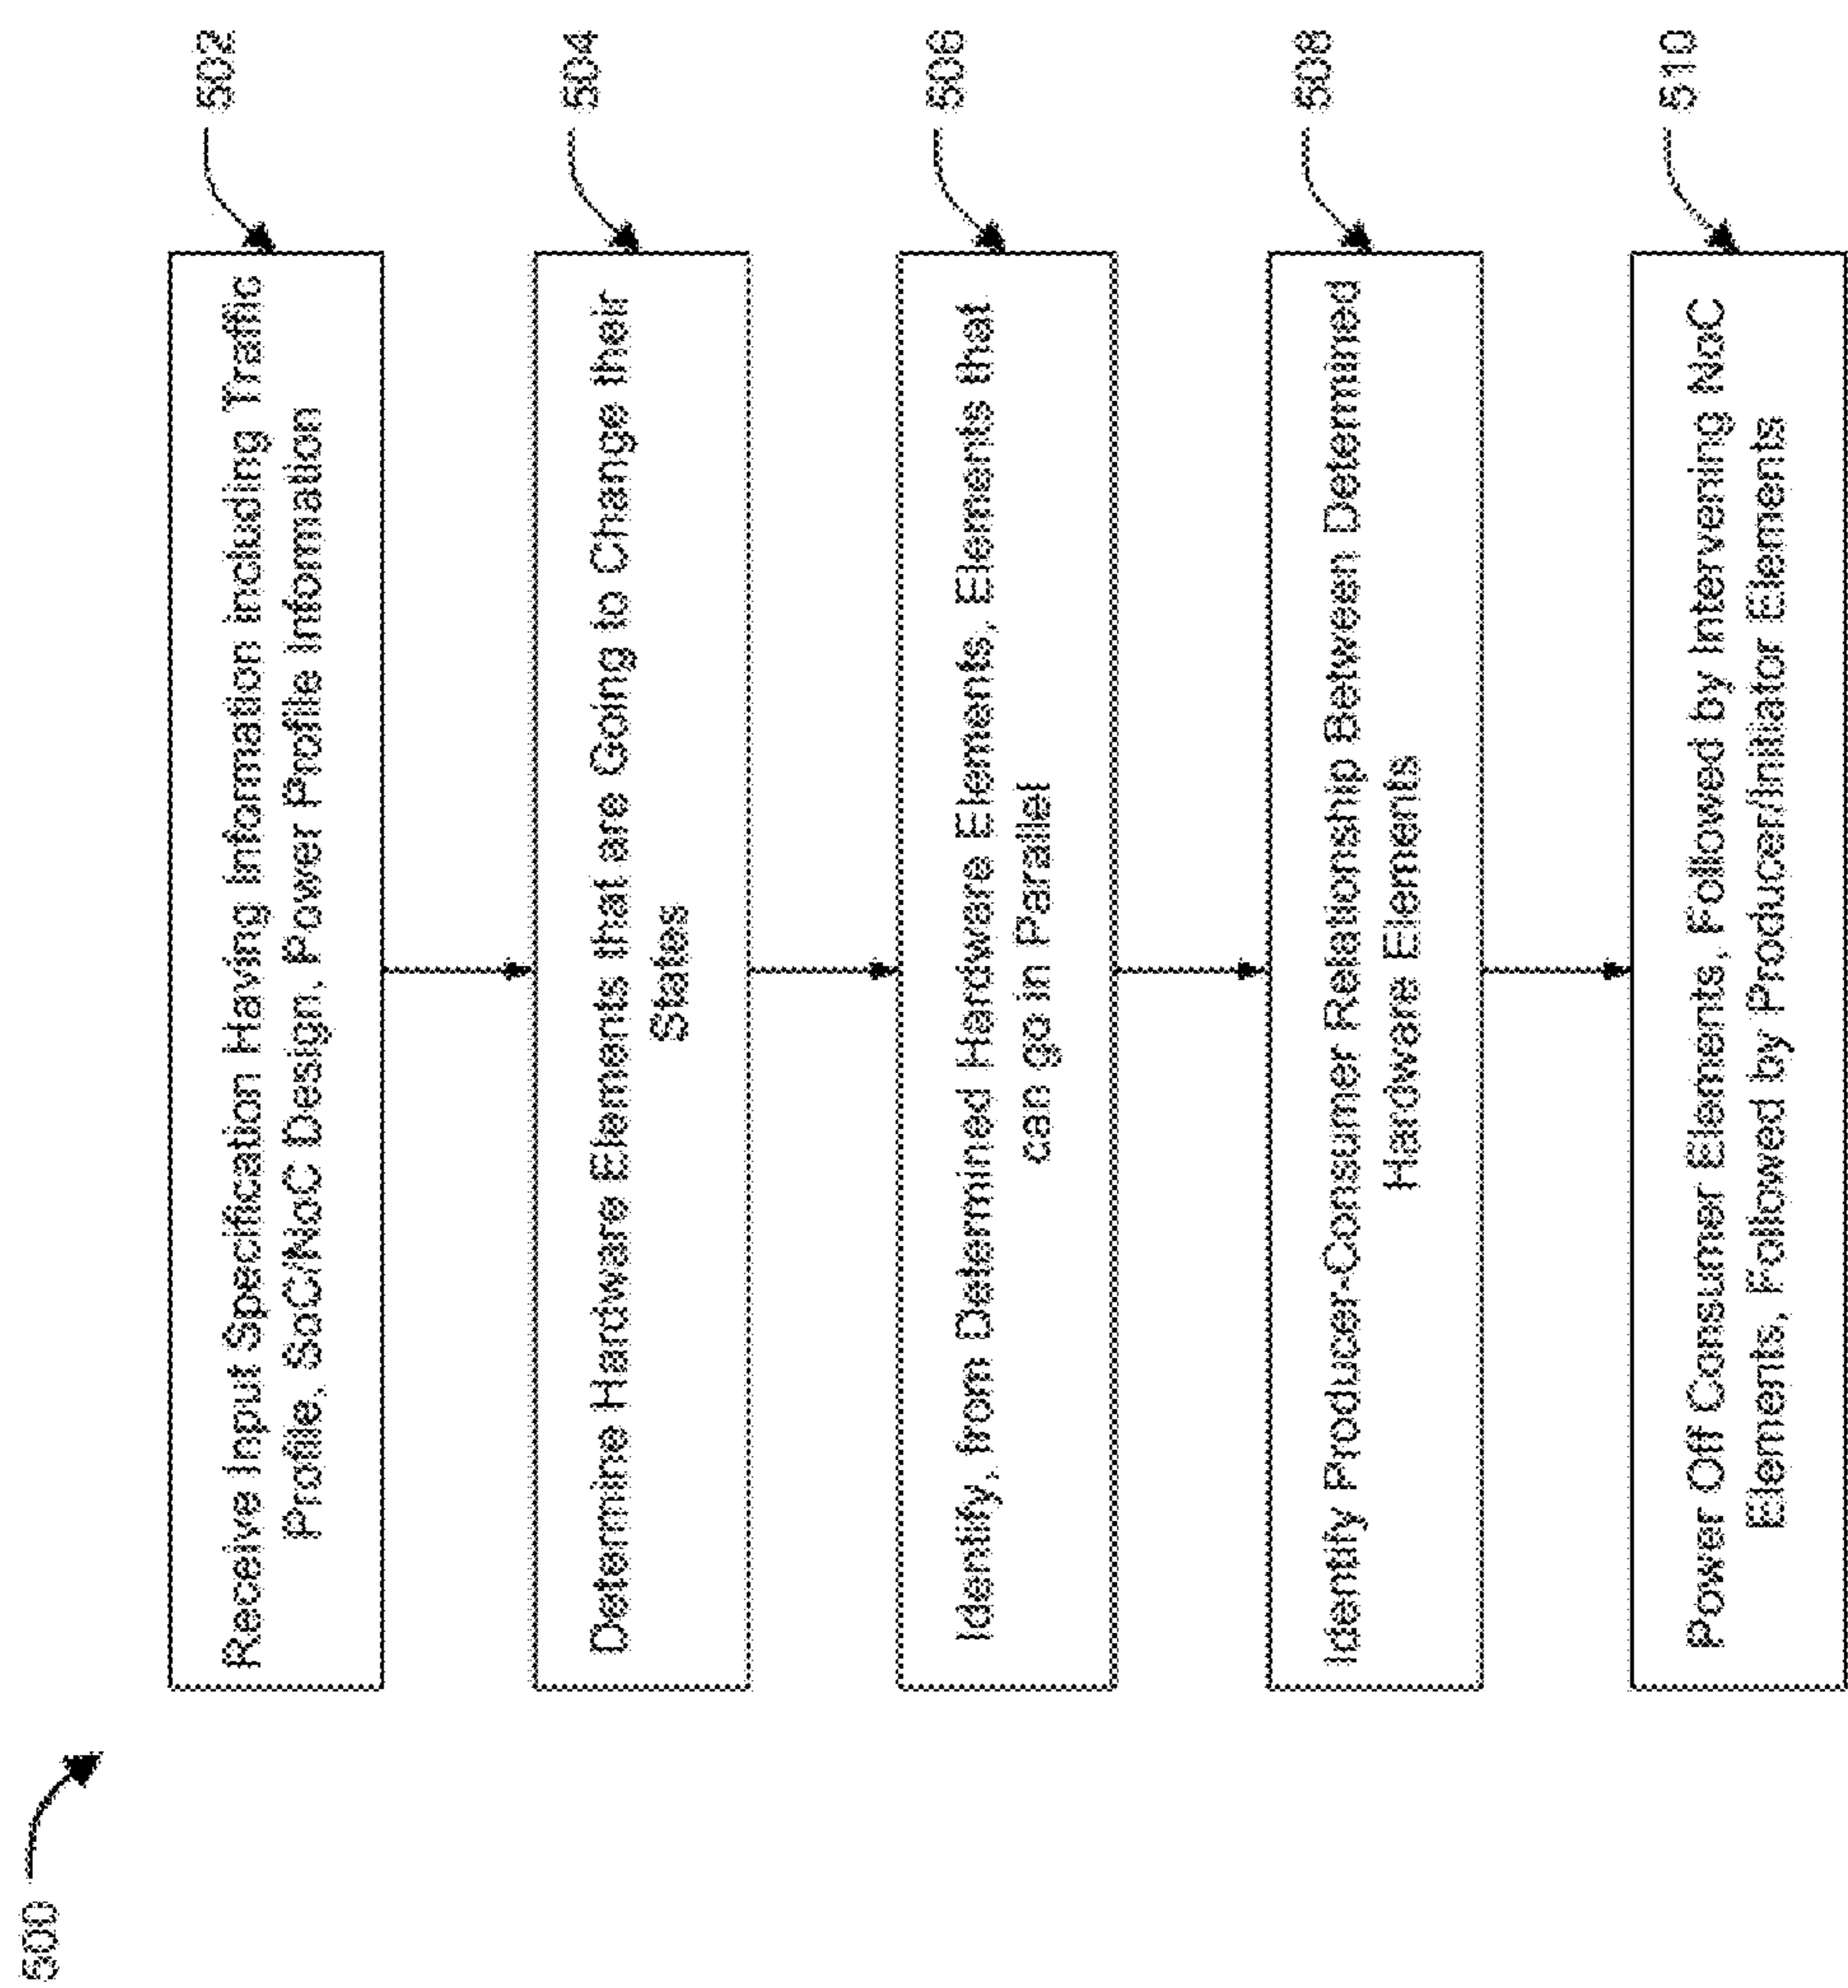 500
Receive Input Specification Having Information including Traffic
Profile, SoC/NoC Design, Power Profile Information
502
Determine Hardware Elements that are Going to Change their
States
504
Identify, from Determined Hardware Elements, Elements that
can go in Parallel
506
Identify Producer-Consumer Relationship Between Determined
Hardware Elements
508
Power Off Consumer Elements, Followed by Intervening NoC
Elements, Followed by Producer/Initiator Elements
510